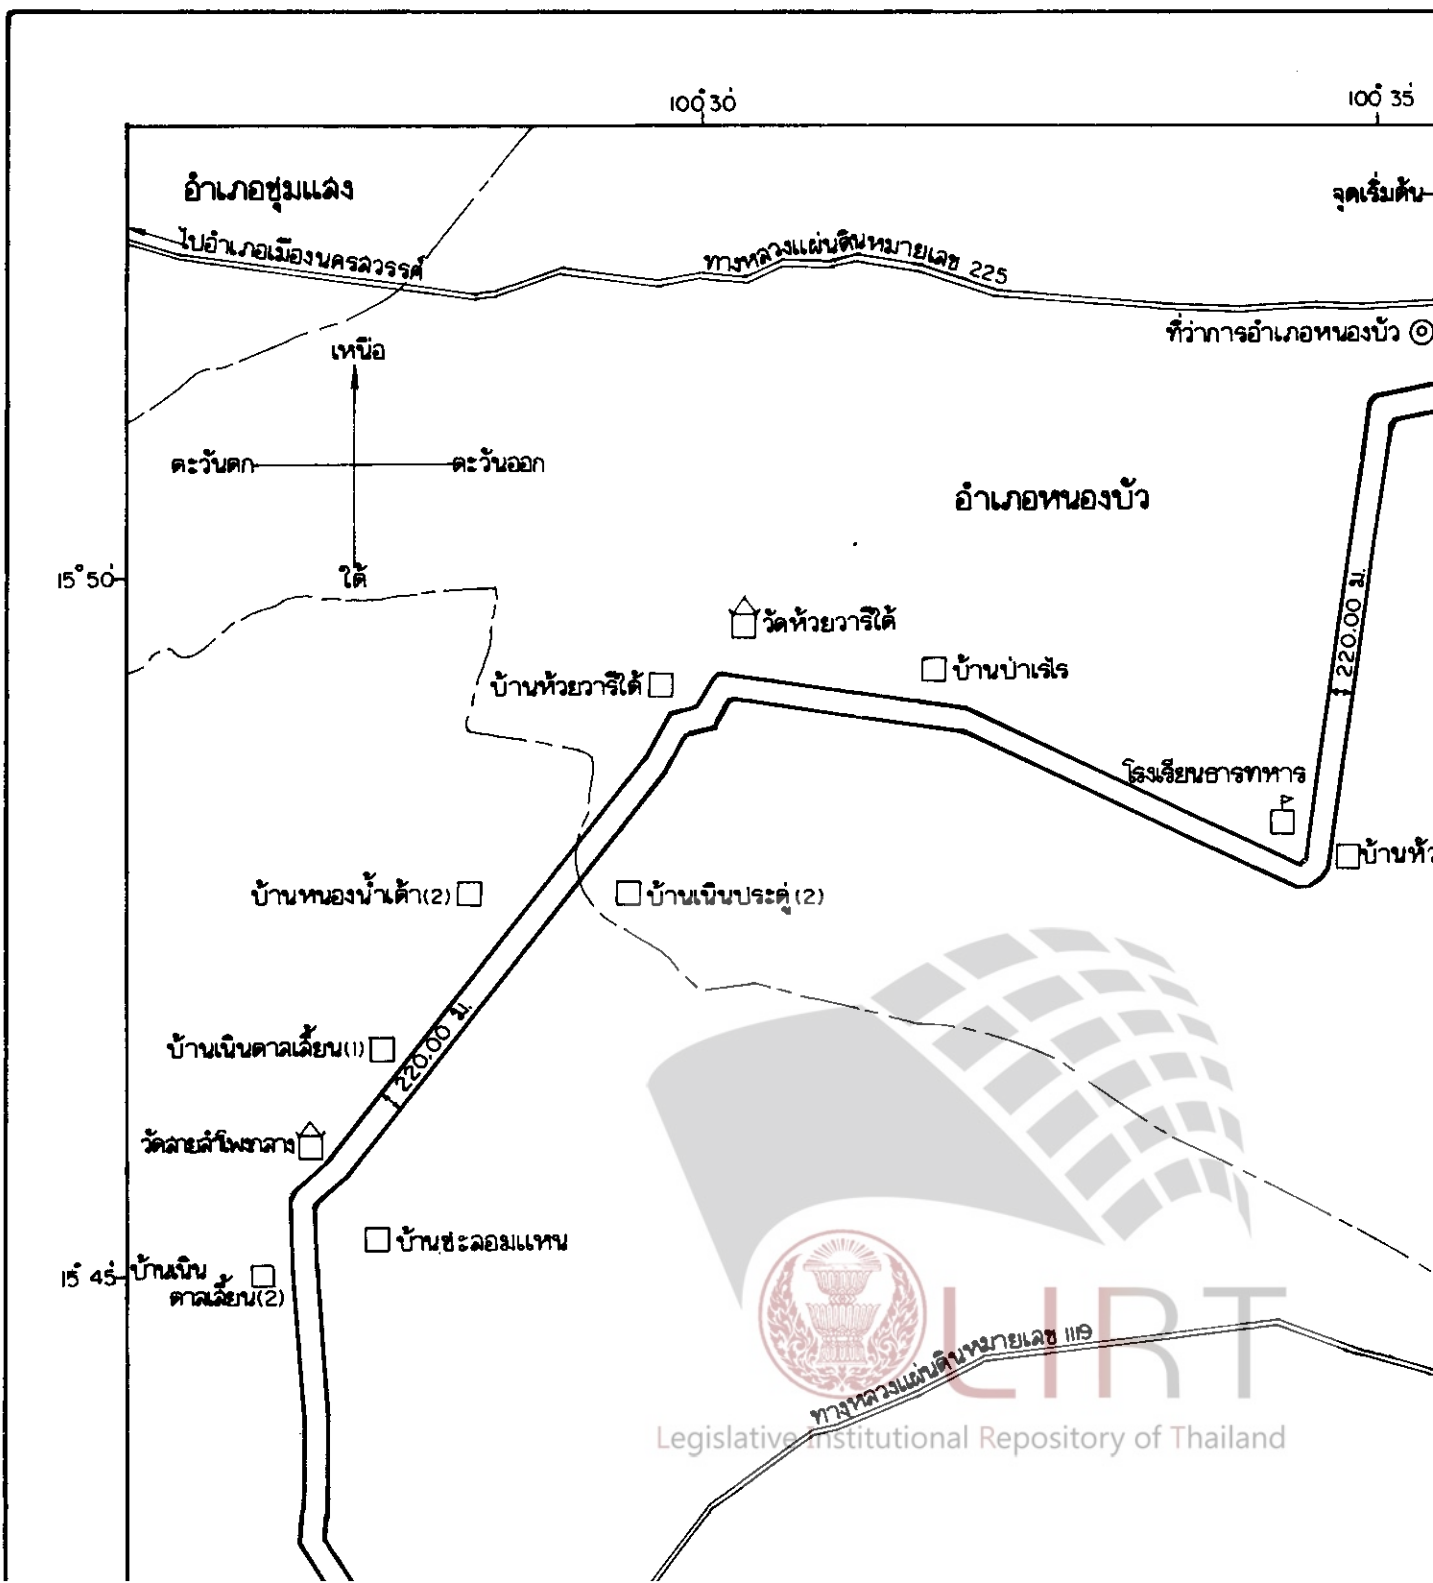 100°30'
100°35'
อำเภอชุมแสง
จุดเริ่มต้น
ไปอำเภอเมืองนครสวรรค์
ทางหลวงแผ่นดินหมายเลข 225
ที่ว่าการอำเภอหนองบัว
เหนือ
ตะวันตก
ตะวันออก
อำเภอหนองบัว
15°50'
ใต้
220.00 ม.
วัดห้วยวารีใต้
บ้านป่าเรไร
บ้านห้วยวารีใต้
โรงเรียนธารทหาร
บ้านห้ว
บ้านหนองน้ำเต้า(2)
บ้านเนินประดู่(2)
220.00 ม.
บ้านเนินตาลเลี้ยน(1)
วัดสายลำโพงกลาง
บ้านชะลอมแหน
15°45'
บ้านเนิน
ตาลเลี้ยน(2)
ทางหลวงแผ่นดินหมายเลข 1119
LIRT
Legislative Institutional Repository of Thailand